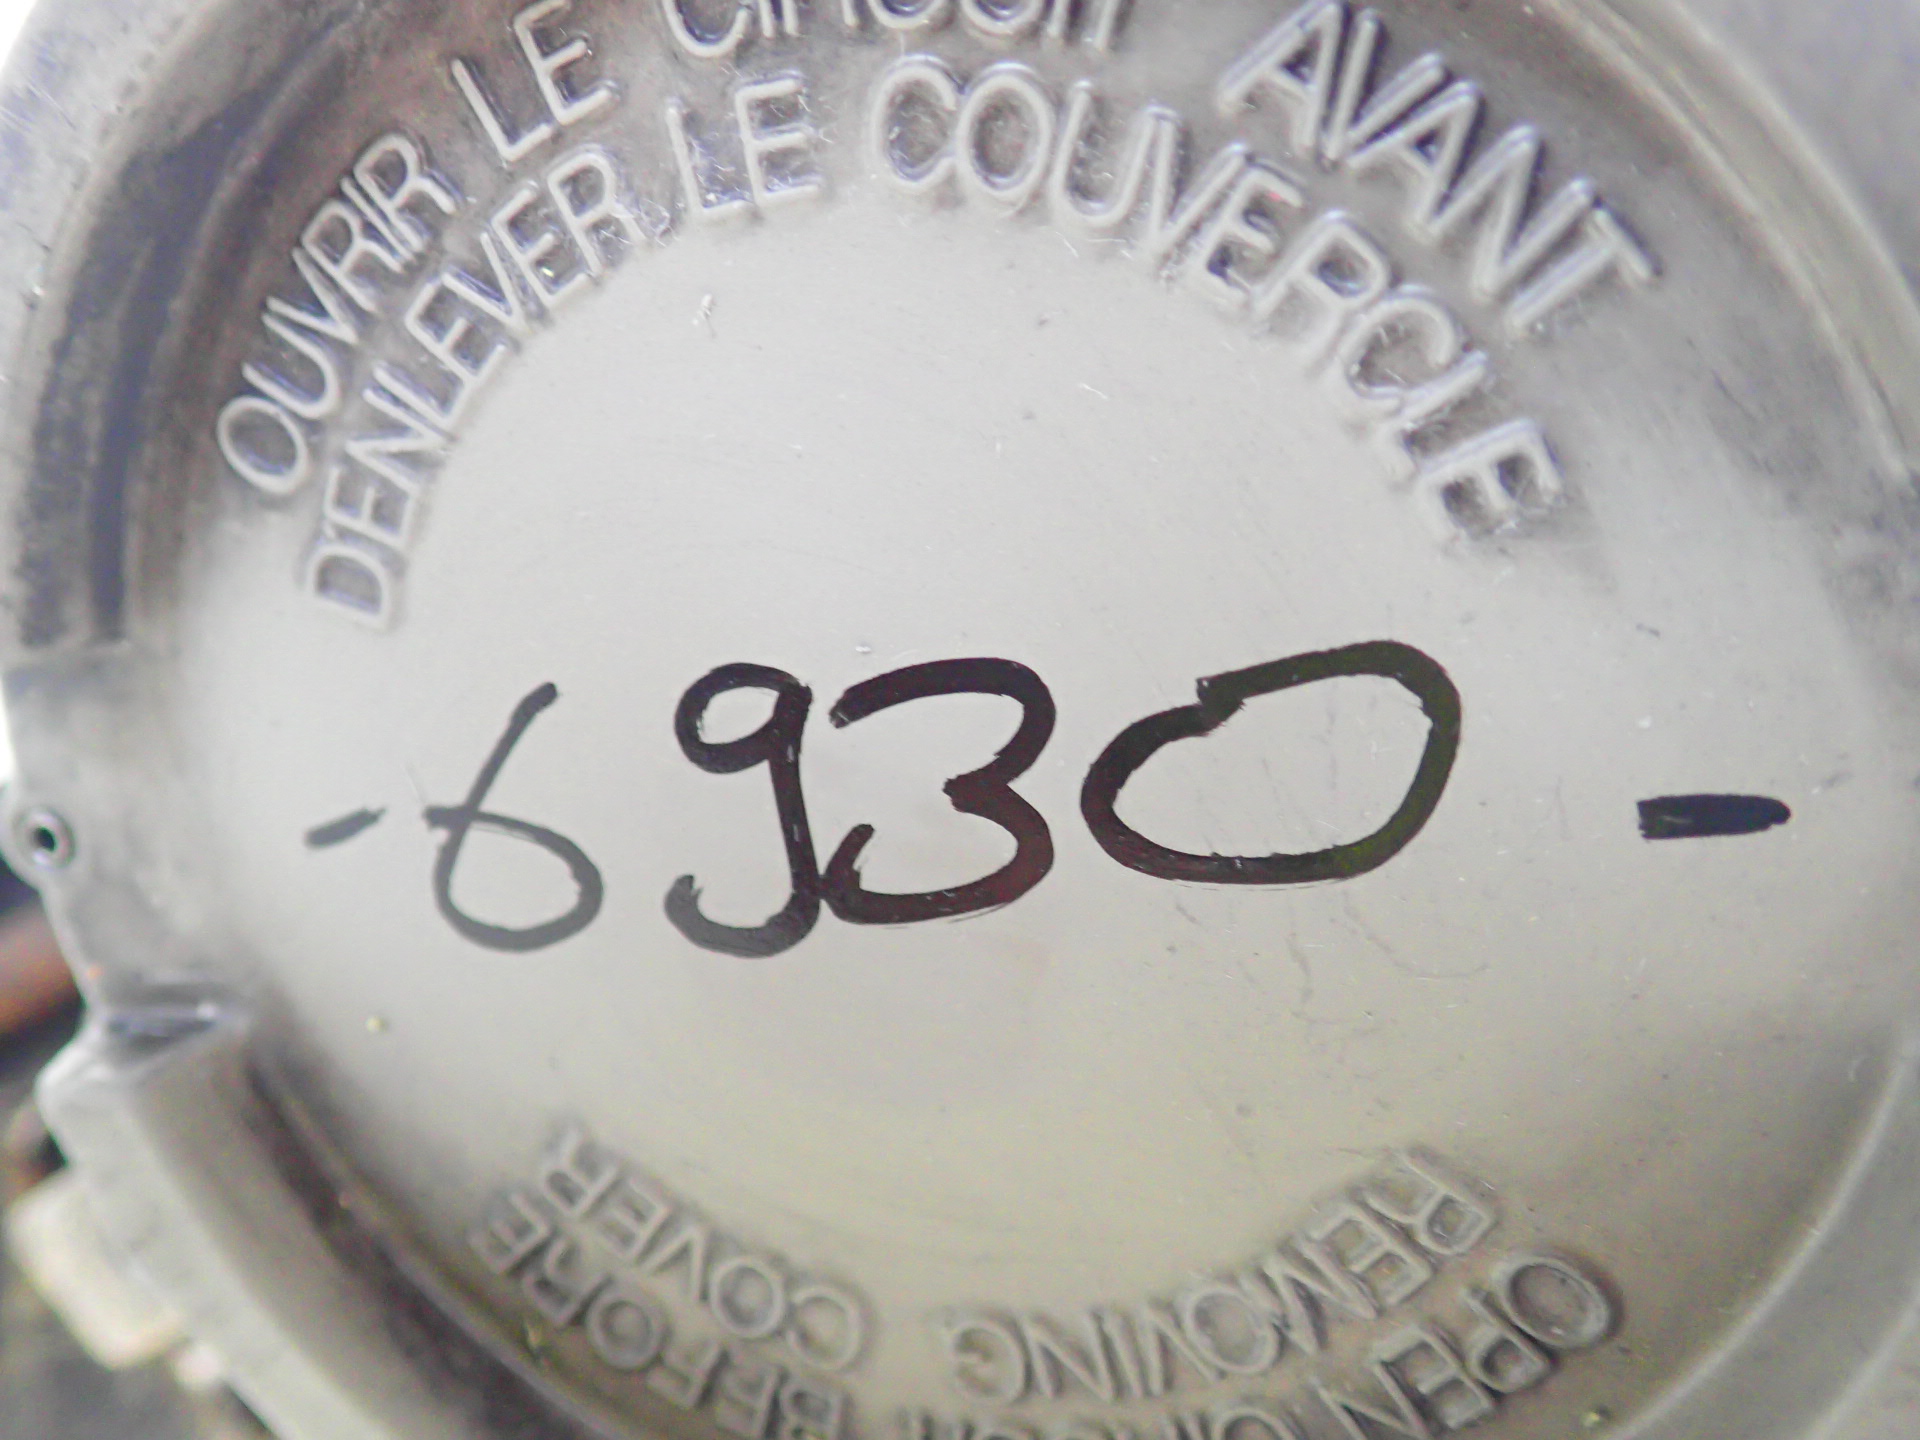 OUVRIR LE CIRCUIT AVANT
D'ENLEVER LE COUVERCLE
- 6930 -
OPEN CIRCUIT BEFORE
REMOVING COVER